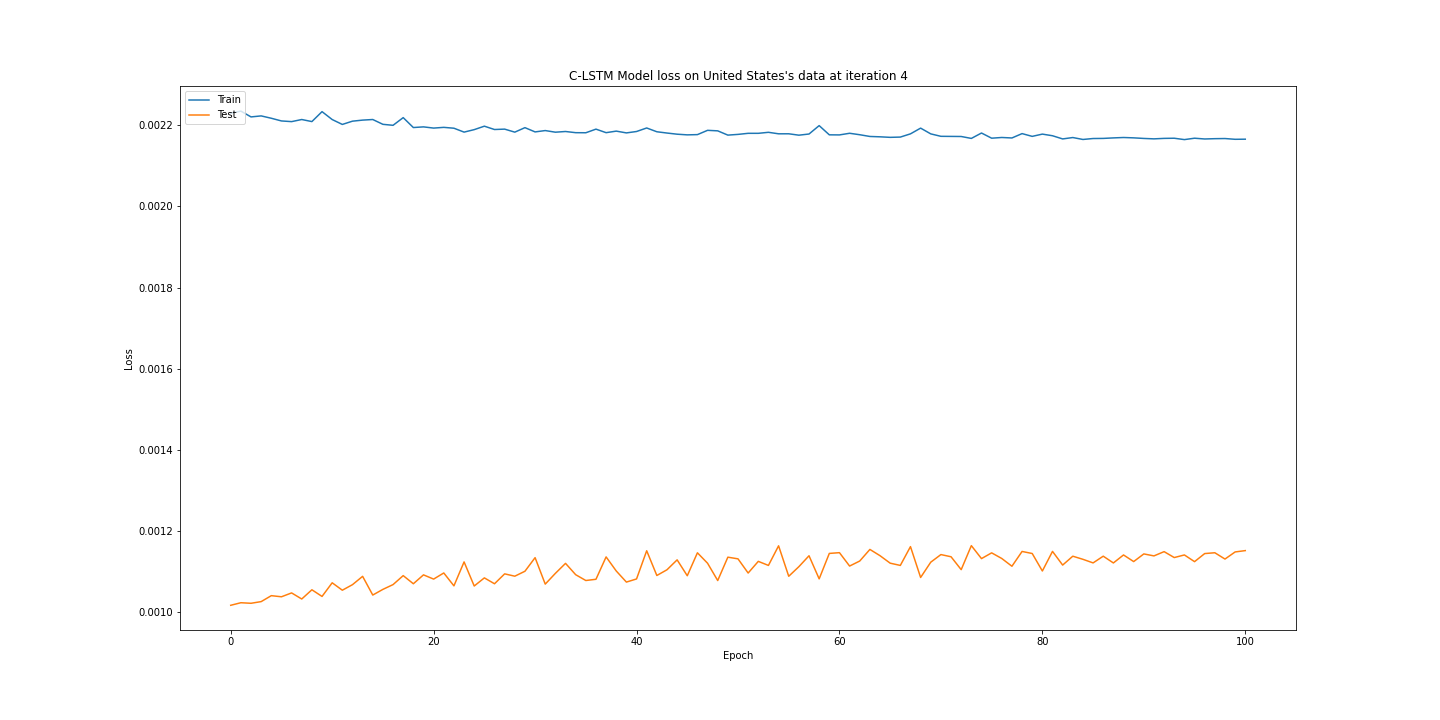 C-LSTM Model loss on United States's data at iteration 4
Train
Test
0.0022
0.0020
0.0018
0.0016
0.0014
0.0012
0.0010
Loss
0 20 40 60 80 100
Epoch